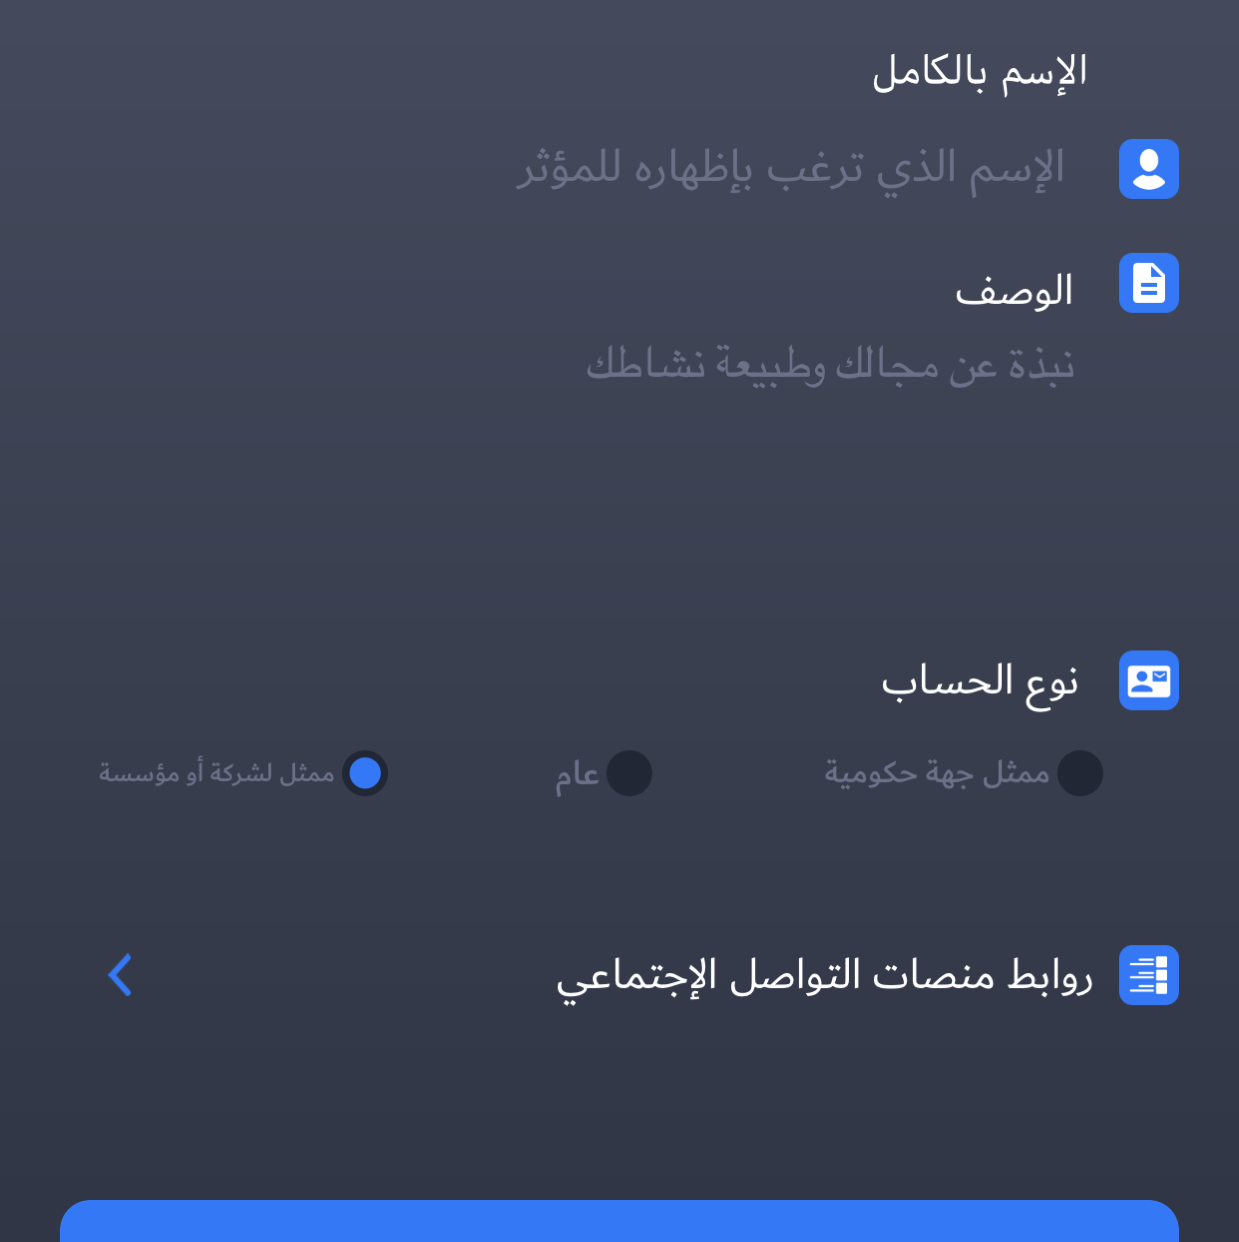 الإسم بالكامل
الإسم الذي ترغب بإظهاره للمؤثر
الوصف
نبذة عن مجالك وطبيعة نشاطك
نوع الحساب
ممثل جهة حكومية
عام
ممثل لشركة أو مؤسسة
روابط منصات التواصل الإجتماعي